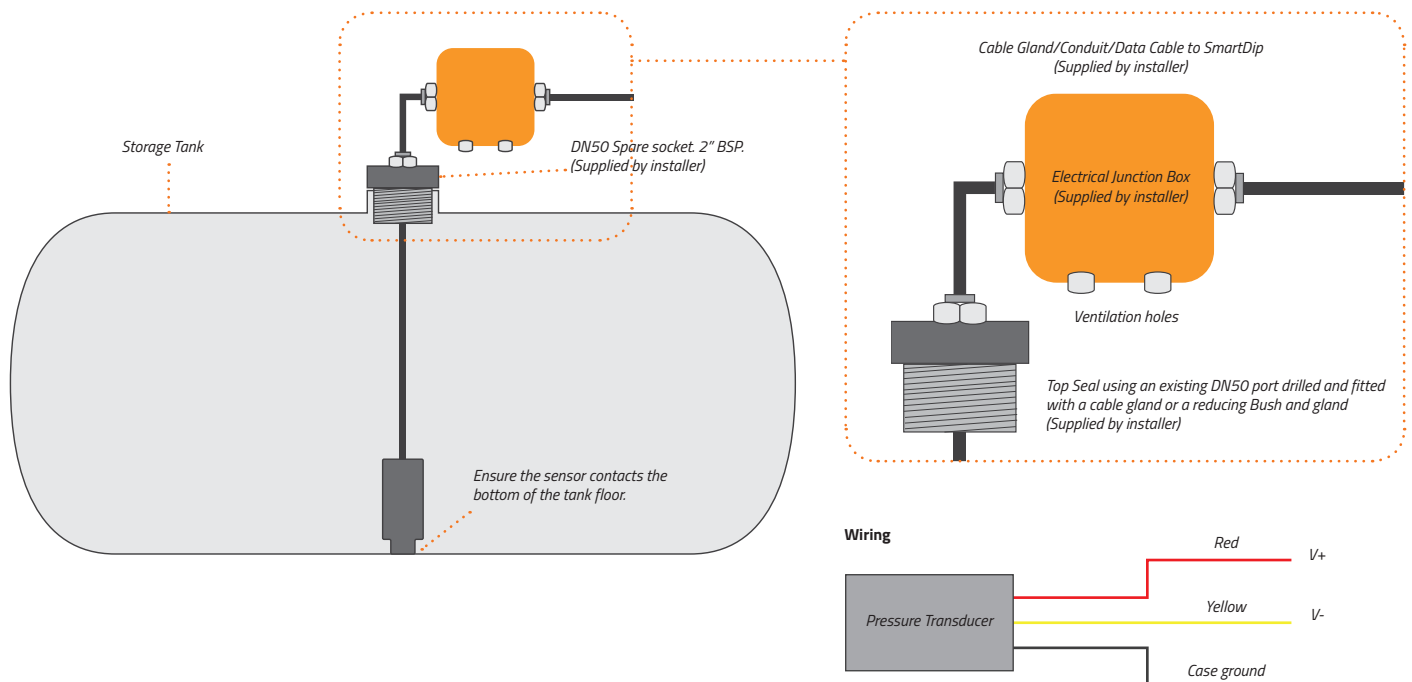 Storage Tank
DN50 Spare socket. 2” BSP.
(Supplied by installer)
Ensure the sensor contacts the
bottom of the tank floor.
Cable Gland/Conduit/Data Cable to SmartDip
(Supplied by installer)
Electrical Junction Box
(Supplied by installer)
Ventilation holes
Top Seal using an existing DN50 port drilled and fitted
with a cable gland or a reducing Bush and gland
(Supplied by installer)
Wiring
Pressure Transducer
Red
V+
Yellow
V-
Case ground